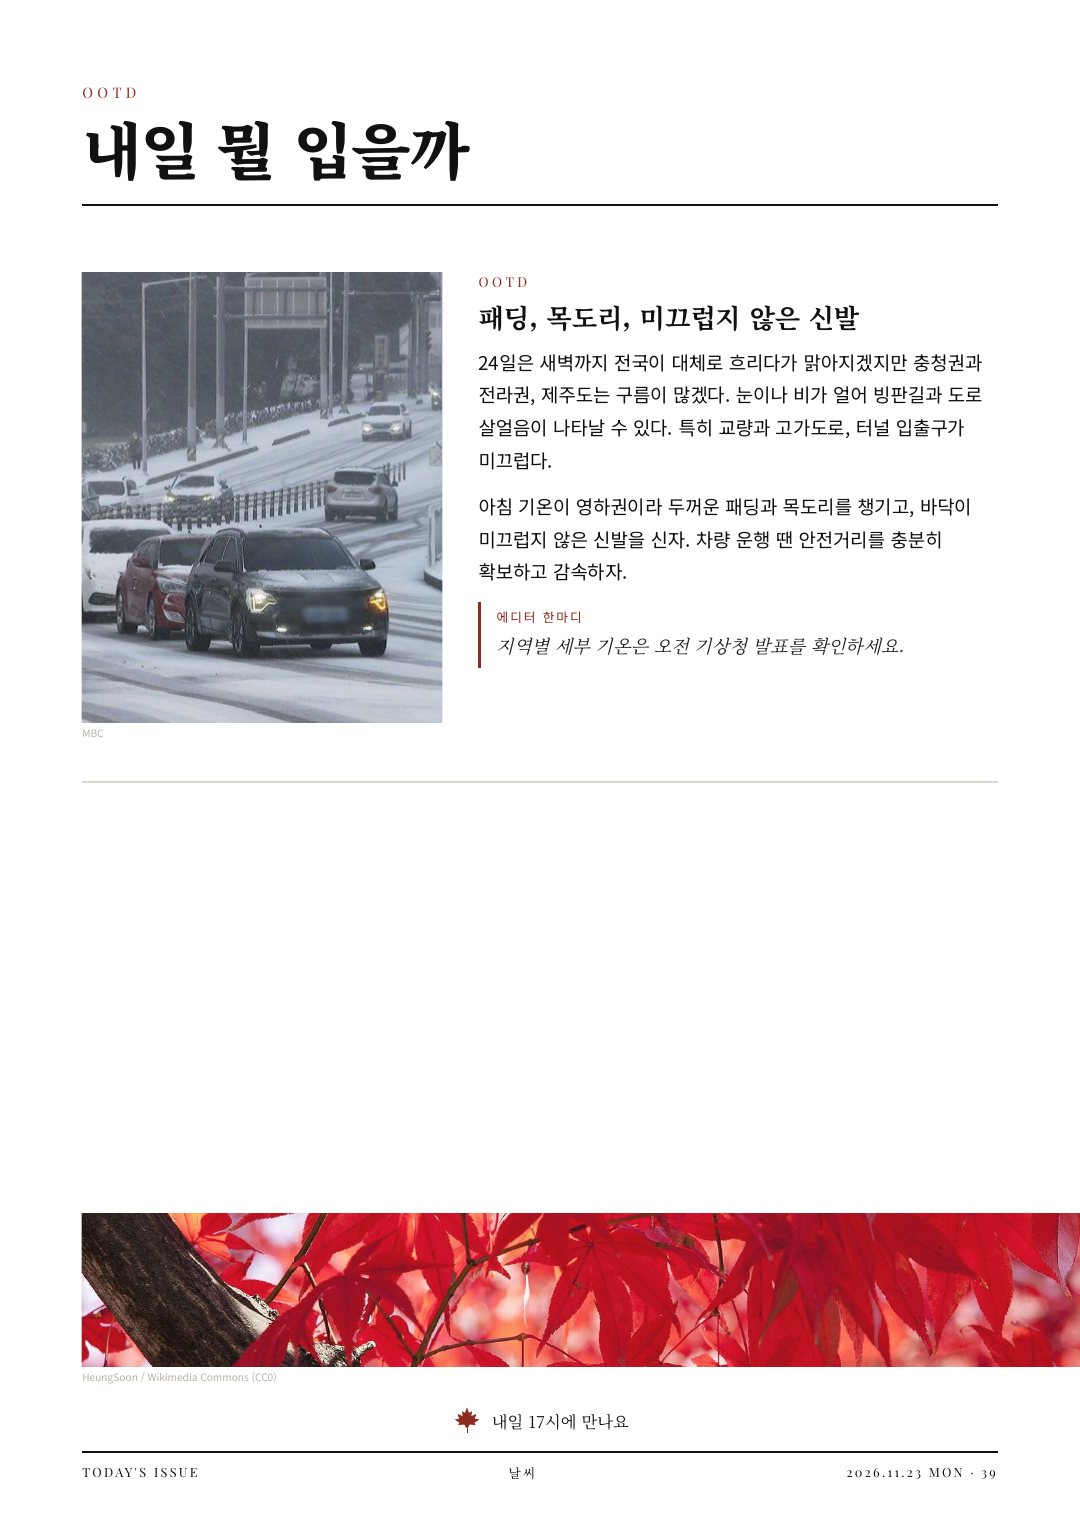 OOTD
내일 뭘 입을까
OOTD
패딩, 목도리, 미끄럽지 않은 신발
24일은 새벽까지 전국이 대체로 흐리다가 맑아지겠지만 충청권과
전라권, 제주도는 구름이 많겠다. 눈이나 비가 얼어 빙판길과 도로
살얼음이 나타날 수 있다. 특히 교량과 고가도로, 터널 입출구가
미끄럽다.
아침 기온이 영하권이라 두꺼운 패딩과 목도리를 챙기고, 바닥이
미끄럽지 않은 신발을 신자. 차량 운행 땐 안전거리를 충분히
확보하고 감속하자.
에디터 한마디
지역별 세부 기온은 오전 기상청 발표를 확인하세요.
MBC
HeungSoon / Wikimedia Commons (CC0)
내일 17시에 만나요
TODAY'S ISSUE
날씨
2026.11.23 MON · 39